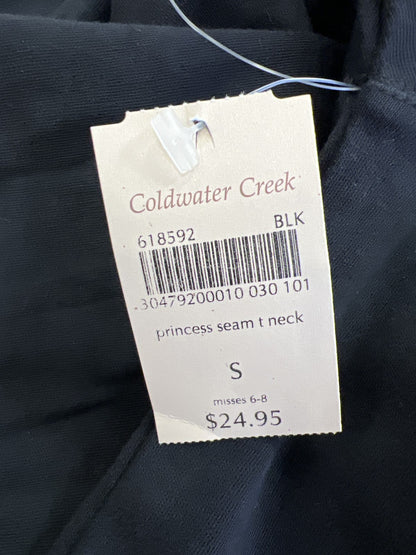 Coldwater Creek
618592 BLK
30479200010 030 101
princess seam t neck
S
misses 6-8
$24.95